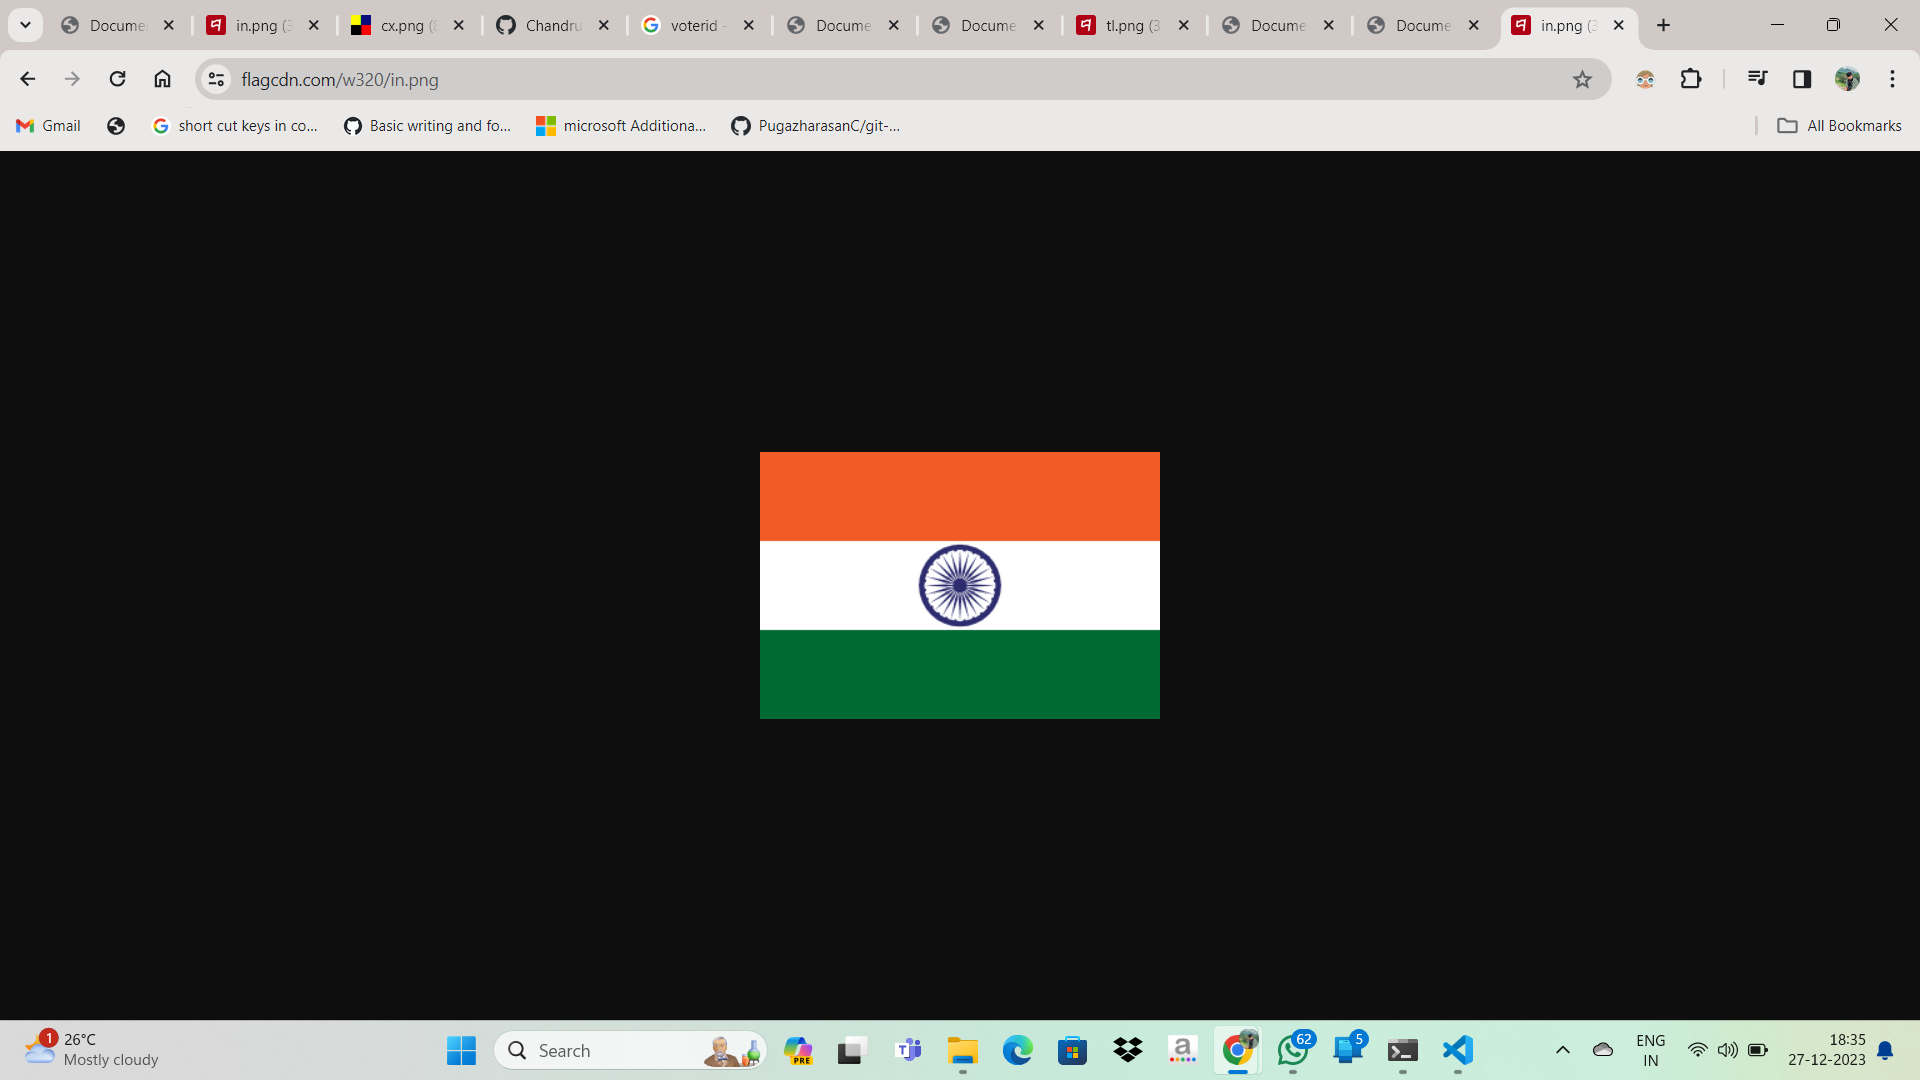 Docume
in.png (3
cx.png (8
Chandru
voterid -
Docume
Docume
tl.png (3
Docume
Docume
in.png (3
flagcdn.com/w320/in.png
Gmail
short cut keys in co...
Basic writing and fo...
microsoft Additiona...
PugazharasanC/git-...
All Bookmarks
1
26°C
Mostly cloudy
Search
PRE
T
a
62
5
ENG
IN
18:35
27-12-2023